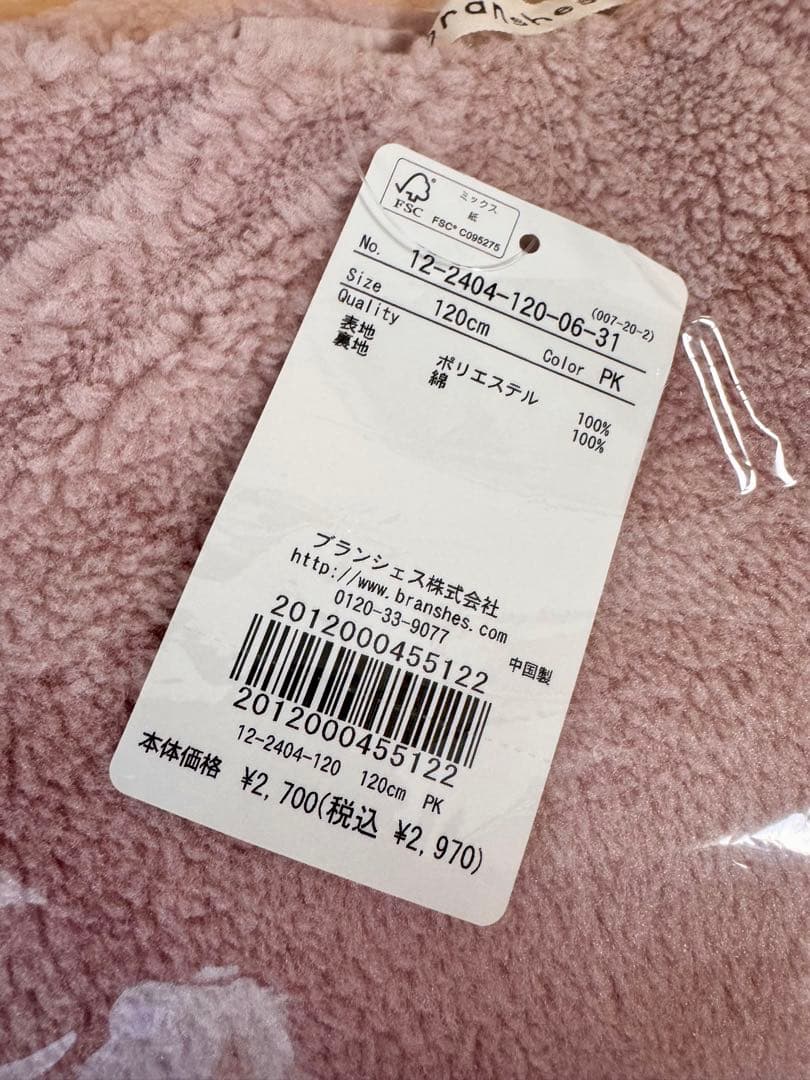 branshes
FSC
ミックス
紙
FSC® C095275
(007-20-2)
No. 12-2404-120-06-31
Size 120cm Color PK
Quality
表地 ポリエステル 100%
裏地 綿 100%
ブランシェス株式会社
http://www.branshes.com
0120-33-9077
中国製
2012000455122
2012000455122
12-2404-120 120cm PK
本体価格 ¥2,700(税込 ¥2,970)